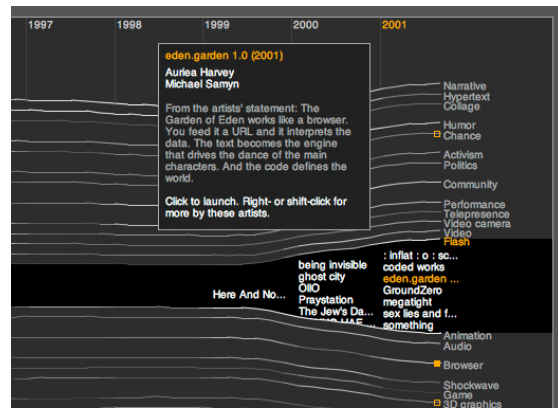 1997
1998
1999
2000
2001
eden.garden 1.0 (2001)
Auriea Harvey
Michael Samyn
From the artists' statement: The
Garden of Eden works like a browser.
You feed it a URL and it interprets the
data. The text becomes the engine
that drives the dance of the main
characters. And the code defines the
world.
Click to launch. Right- or shift-click for
more by these artists.
Narrative
Hypertext
Collage
Humor
Chance
Activism
Politics
Community
Performance
Telepresence
Video camera
Video
Flash
Here And No...
being invisible
ghost city
OllO
Praystation
The Jew's Da...
: inflat : o : sc...
coded works
eden.garden ...
GroundZero
megatight
sex lies and f...
something
Animation
Audio
Browser
Shockwave
Game
3D graphics